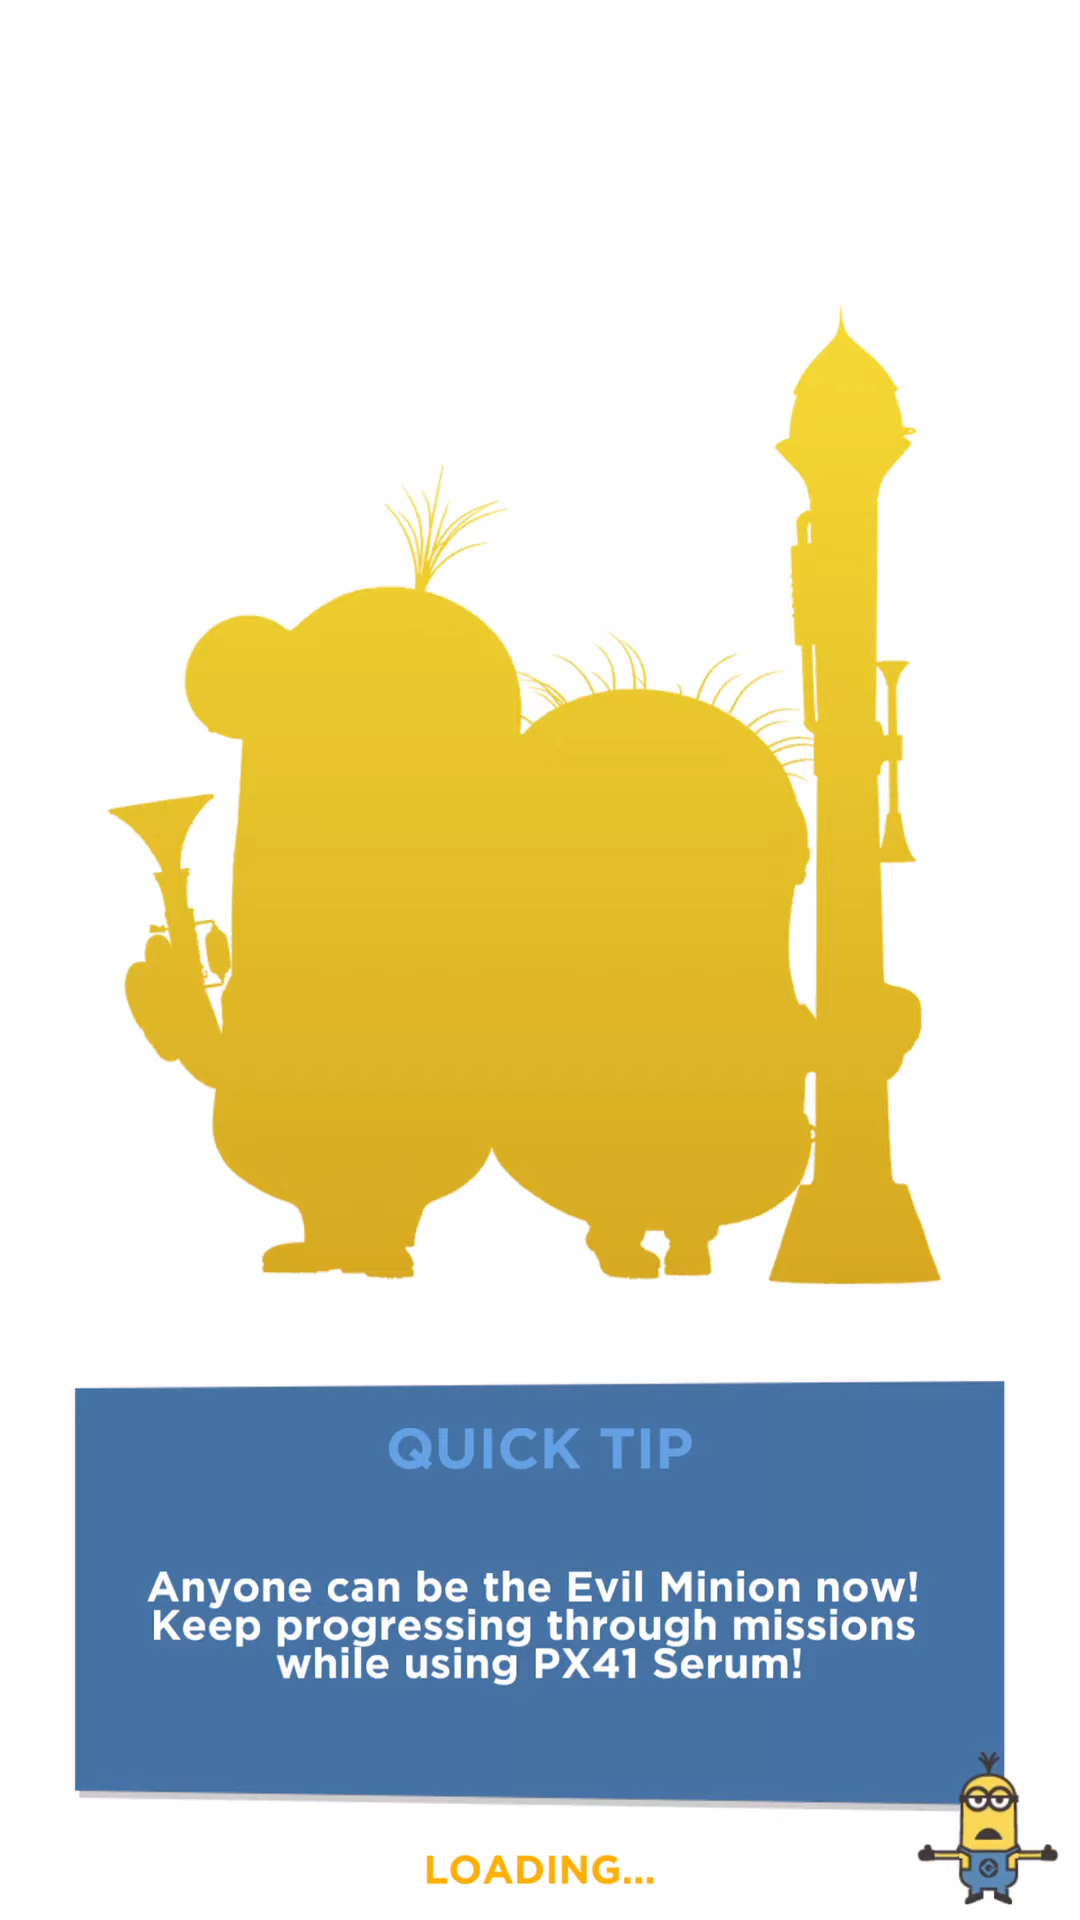 QUICK TIP
Anyone can be the Evil Minion now!
Keep progressing through missions
while using PX41 Serum!
LOADING...